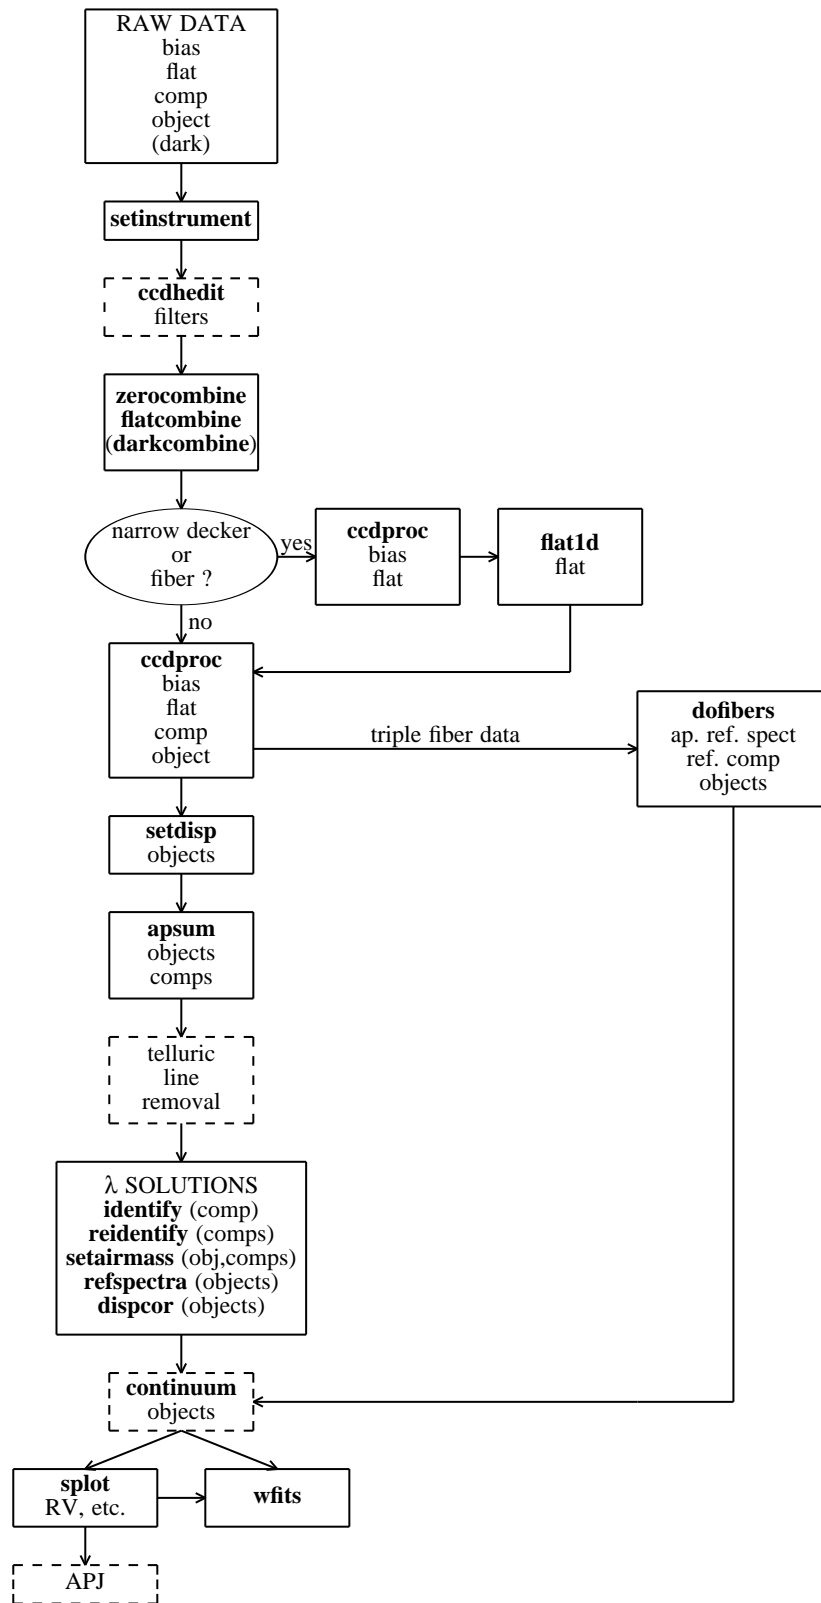 RAW DATA
bias
flat
comp
object
(dark)
setinstrument
ccdhedit
filters
zerocombine
flatcombine
(darkcombine)
narrow decker
or
fiber ?
yes
ccdproc
bias
flat
flat1d
flat
no
ccdproc
bias
flat
comp
object
triple fiber data
dofibers
ap. ref. spect
ref. comp
objects
setdisp
objects
apsum
objects
comps
telluric
line
removal
λ SOLUTIONS
identify (comp)
reidentify (comps)
setairmass (obj,comps)
refspectra (objects)
dispcor (objects)
continuum
objects
splot
RV, etc.
wfits
APJ